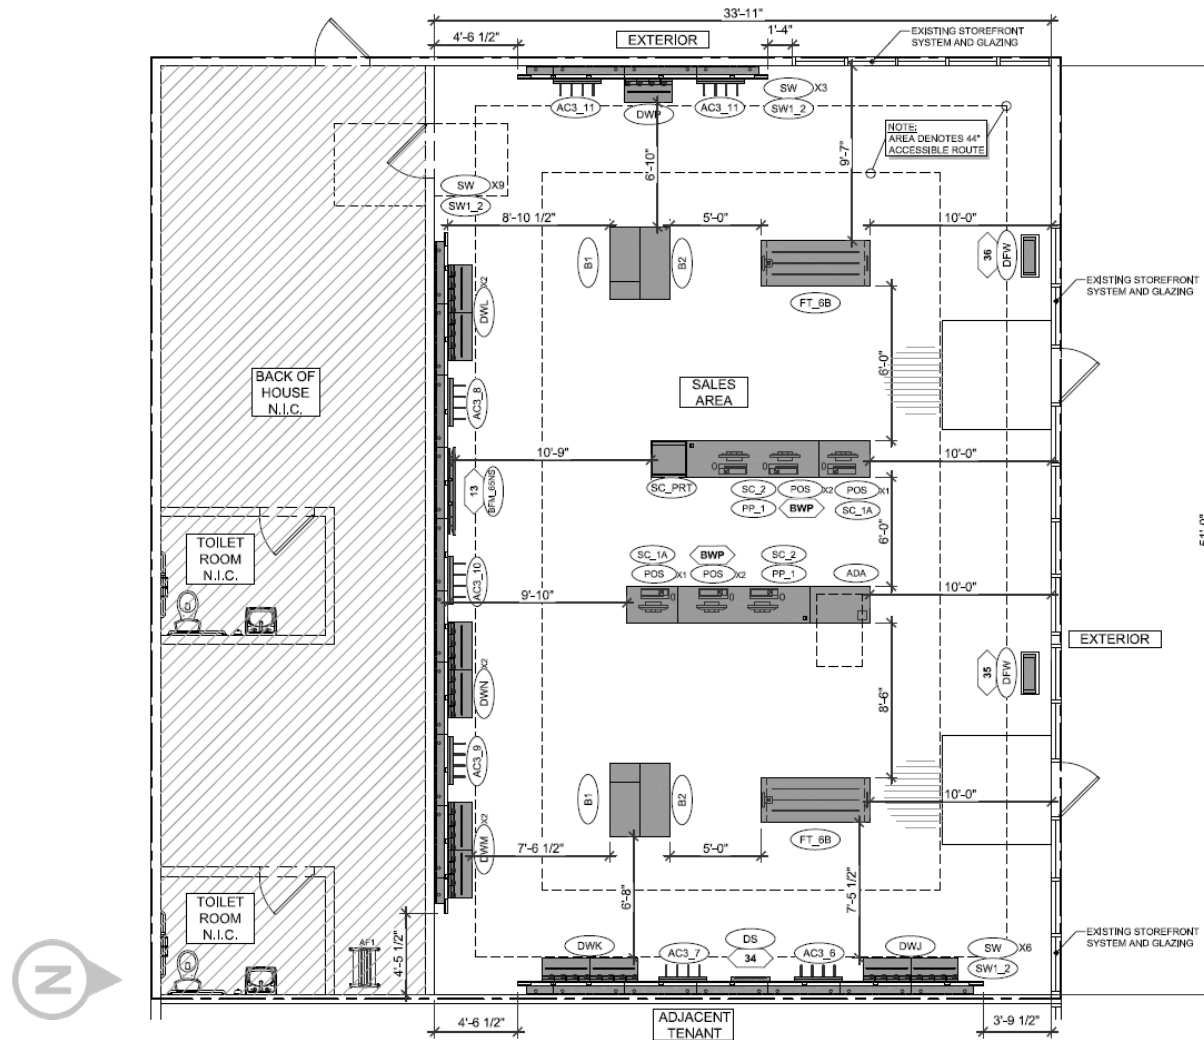 33'-11"
4'-6 1/2"
1'-4"
EXTERIOR
EXISTING STOREFRONT
SYSTEM AND GLAZING
AC3_11
DWP
AC3_11
SW X3
SW1_2
NOTE:
AREA DENOTES 44"
ACCESSIBLE ROUTE
6'-10"
9'-7"
SW X9
SW1_2
8'-10 1/2"
5'-0"
10'-0"
B1
B2
FT_6B
36
DFW
EXISTING STOREFRONT
SYSTEM AND GLAZING
X2
DWL
BACK OF
HOUSE
N.I.C.
AC3_8
SALES
AREA
6'-0"
10'-9"
10'-0"
13
BFM_65NS
SC_PRT
SC_2
POS X2
POS X1
PP_1
BWP
SC_1A
6'-0"
54'-0"
TOILET
ROOM
N.I.C.
SC_1A
BWP
SC_2
POS X1
POS X2
PP_1
ADA
AC3_10
9'-10"
10'-0"
EXTERIOR
X2
DWN
35
DFW
8'-6"
AC3_9
B1
B2
10'-0"
FT_6B
X2
DWM
7'-6 1/2"
5'-0"
6'-8"
7'-5 1/2"
TOILET
ROOM
N.I.C.
AF1
4'-5 1/2"
DWK
AC3_7
DS
34
AC3_6
DWJ
SW X6
SW1_2
EXISTING STOREFRONT
SYSTEM AND GLAZING
N
4'-6 1/2"
ADJACENT
TENANT
3'-9 1/2"